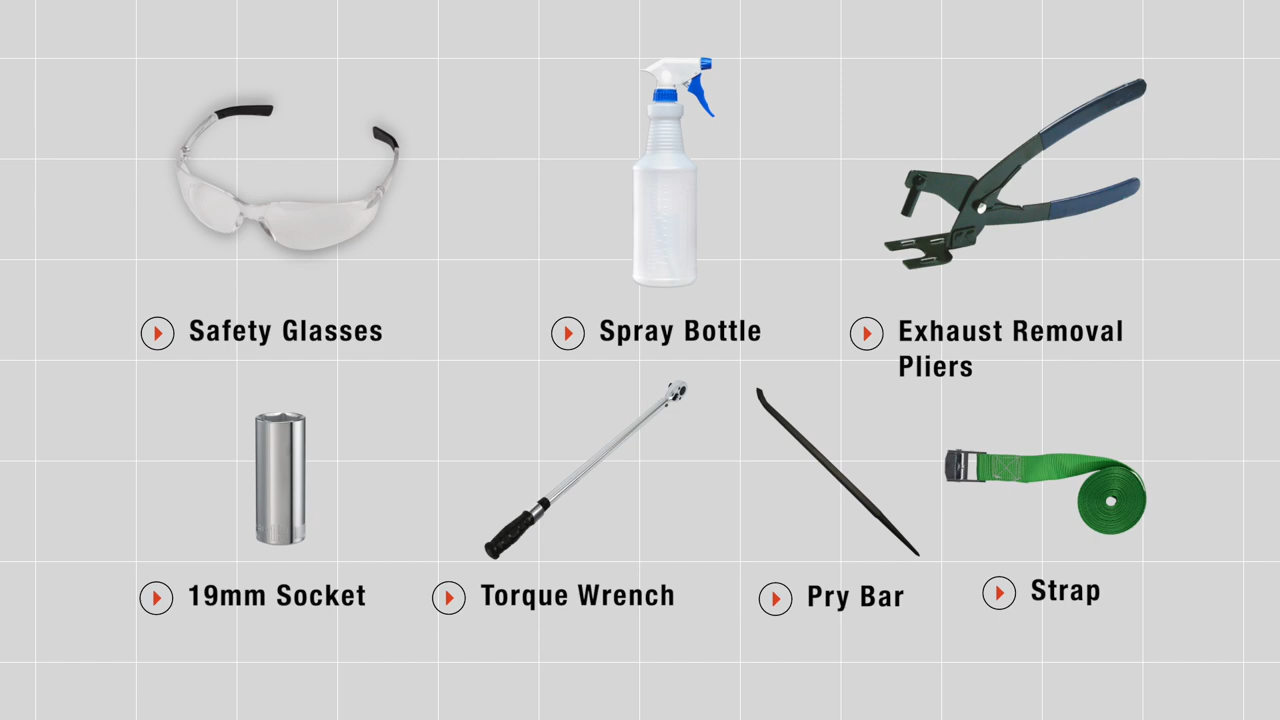 Safety Glasses
Spray Bottle
Exhaust Removal
Pliers
19mm Socket
Torque Wrench
Pry Bar
Strap